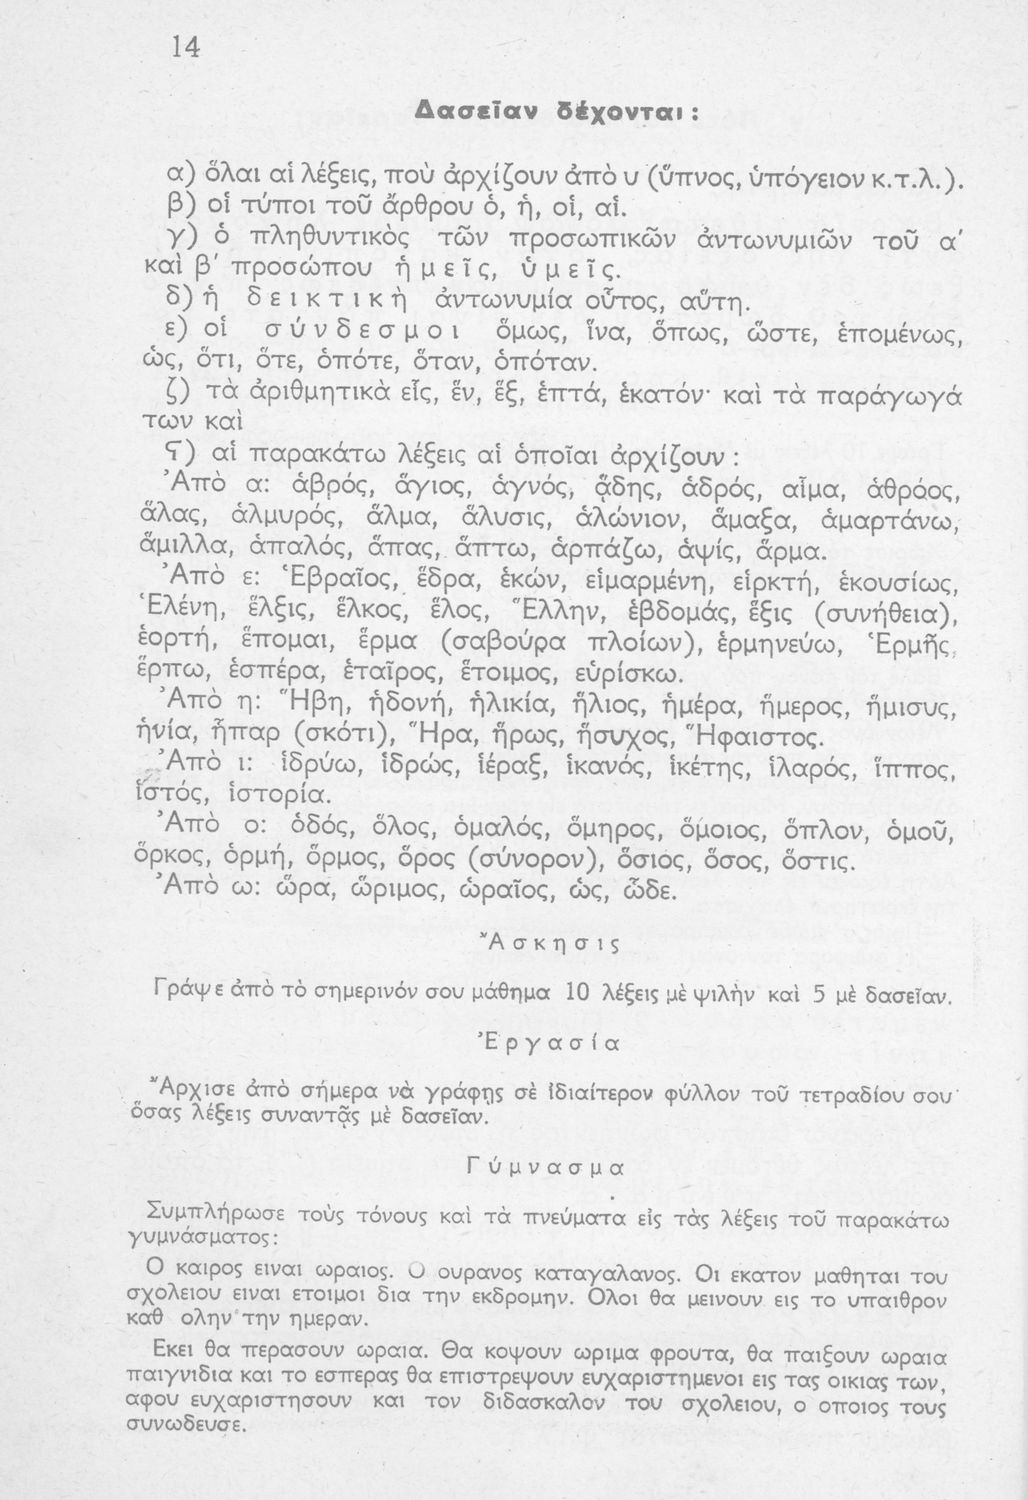 14
Δασεῖαν δέχονται:
α) ὅλαι αἱ λέξεις, ποὺ ἀρχίζουν ἀπὸ υ (ὕπνος, ὑπόγειον κ.τ.λ.).
β) οἱ τύποι τοῦ ἄρθρου ὁ, ἡ, οἱ, αἱ.
γ) ὁ πληθυντικὸς τῶν προσωπικῶν ἀντωνυμιῶν τοῦ α΄
καὶ β΄ προσώπου ἡμεῖς, ὑμεῖς.
δ) ἡ δεικτικὴ ἀντωνυμία οὗτος, αὕτη.
ε) οἱ σύνδεσμοι ὅμως, ἵνα, ὅπως, ὥστε, ἑπομένως,
ὡς, ὅτι, ὅτε, ὁπότε, ὅταν, ὁπόταν.
ζ) τὰ ἀριθμητικὰ εἷς, ἕν, ἕξ, ἑπτά, ἑκατόν· καὶ τὰ παράγωγά
των καὶ
ς) αἱ παρακάτω λέξεις αἱ ὁποῖαι ἀρχίζουν :
Ἀπὸ α: ἁβρός, ἅγιος, ἁγνός, ᾅδης, ἁδρός, αἷμα, ἁθρόος,
ἅλας, ἁλμυρός, ἅλμα, ἅλυσις, ἁλώνιον, ἅμαξα, ἁμαρτάνω,
ἅμιλλα, ἁπαλός, ἅπας, ἅπτω, ἁρπάζω, ἁψίς, ἅρμα.
Ἀπὸ ε: Ἑβραῖος, ἕδρα, ἑκών, εἱμαρμένη, εἱρκτή, ἑκουσίως,
Ἑλένη, ἕλξις, ἕλκος, ἕλος, Ἕλλην, ἑβδομάς, ἕξις (συνήθεια),
ἑορτή, ἕπομαι, ἕρμα (σαβούρα πλοίων), ἑρμηνεύω, Ἑρμῆς,
ἕρπω, ἑσπέρα, ἑταῖρος, ἕτοιμος, εὑρίσκω.
Ἀπὸ η: Ἥβη, ἡδονή, ἡλικία, ἥλιος, ἡμέρα, ἥμερος, ἥμισυς,
ἡνία, ἧπαρ (σκότι), Ἥρα, ἥρως, ἥσυχος, Ἥφαιστος.
Ἀπὸ ι: ἱδρύω, ἱδρώς, ἱέραξ, ἱκανός, ἱκέτης, ἱλαρός, ἵππος,
ἱστός, ἱστορία.
Ἀπὸ ο: ὁδός, ὅλος, ὁμαλός, ὅμηρος, ὅμοιος, ὅπλον, ὁμοῦ,
ὅρκος, ὁρμή, ὅρμος, ὅρος (σύνορον), ὅσιος, ὅσος, ὅστις.
Ἀπὸ ω: ὥρα, ὥριμος, ὡραῖος, ὡς, ὧδε.
Ἄσκησις
Γράψε ἀπὸ τὸ σημερινόν σου μάθημα 10 λέξεις μὲ ψιλὴν καὶ 5 μὲ δασεῖαν.
Ἐργασία
Ἄρχισε ἀπὸ σήμερα νὰ γράφῃς σὲ ἰδιαίτερον φύλλον τοῦ τετραδίου σου
ὅσας λέξεις συναντᾷς μὲ δασεῖαν.
Γύμνασμα
Συμπλήρωσε τοὺς τόνους καὶ τὰ πνεύματα εἰς τὰς λέξεις τοῦ παρακάτω
γυμνάσματος:
Ο καιρος ειναι ωραιος. Ο ουρανος καταγαλανος. Οι εκατον μαθηται του
σχολειου ειναι ετοιμοι δια την εκδρομην. Ολοι θα μεινουν εις το υπαιθρον
καθ ολην την ημεραν.
Εκει θα περασουν ωραια. Θα κοψουν ωριμα φρουτα, θα παιξουν ωραια
παιγνιδια και το εσπερας θα επιστρεψουν ευχαριστημενοι εις τας οικιας των,
αφου ευχαριστησουν και τον διδασκαλον του σχολειου, ο οποιος τους
συνωδευσε.